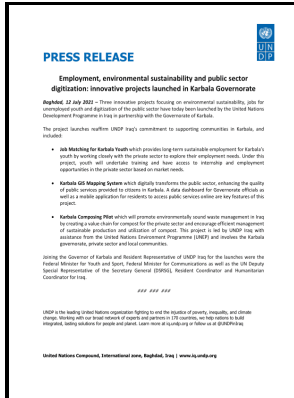 U N
D P
PRESS RELEASE
Employment, environmental sustainability and public sector
digitization: innovative projects launched in Karbala Governorate
Baghdad, 12 July 2021 – Three innovative projects focusing on environmental sustainability, jobs for
unemployed youth and digitization of the public sector have today been launched by the United Nations
Development Programme in Iraq in partnership with the Governorate of Karbala.
The project launches reaffirm UNDP Iraq's commitment to supporting communities in Karbala, and
included:
• Job Matching for Karbala Youth which provides long-term sustainable employment for Karbala's
youth by working closely with the private sector to explore their employment needs. Under this
project, youth will undertake training and have access to internship and employment
opportunities in the private sector based on market needs.
• Karbala GIS Mapping System which digitally transforms the public sector, enhancing the quality
of public services provided to citizens in Karbala. A data dashboard for Governorate officials as
well as a mobile application for residents to access public services online are key features of this
project.
• Karbala Composing Pilot which will promote environmentally sound waste management in Iraq
by creating a value chain for compost for the private sector and encourage efficient management
of sustainable production and utilization of compost. This project is led by UNDP Iraq with
assistance from the United Nations Environment Programme (UNEP) and involves the Karbala
governorate, private sector and local communities.
Joining the Governor of Karbala and Resident Representative of UNDP Iraq for the launches were the
Federal Minister for Youth and Sport, Federal Minister for Communications as well as the UN Deputy
Special Representative of the Secretary General (DSRSG), Resident Coordinator and Humanitarian
Coordinator for Iraq.
### ### ###
UNDP is the leading United Nations organization fighting to end the injustice of poverty, inequality, and climate
change. Working with our broad network of experts and partners in 170 countries, we help nations to build
integrated, lasting solutions for people and planet. Learn more at iq.undp.org or follow us at @UNDPinIraq.
United Nations Compound, International zone, Baghdad, Iraq | www.iq.undp.org